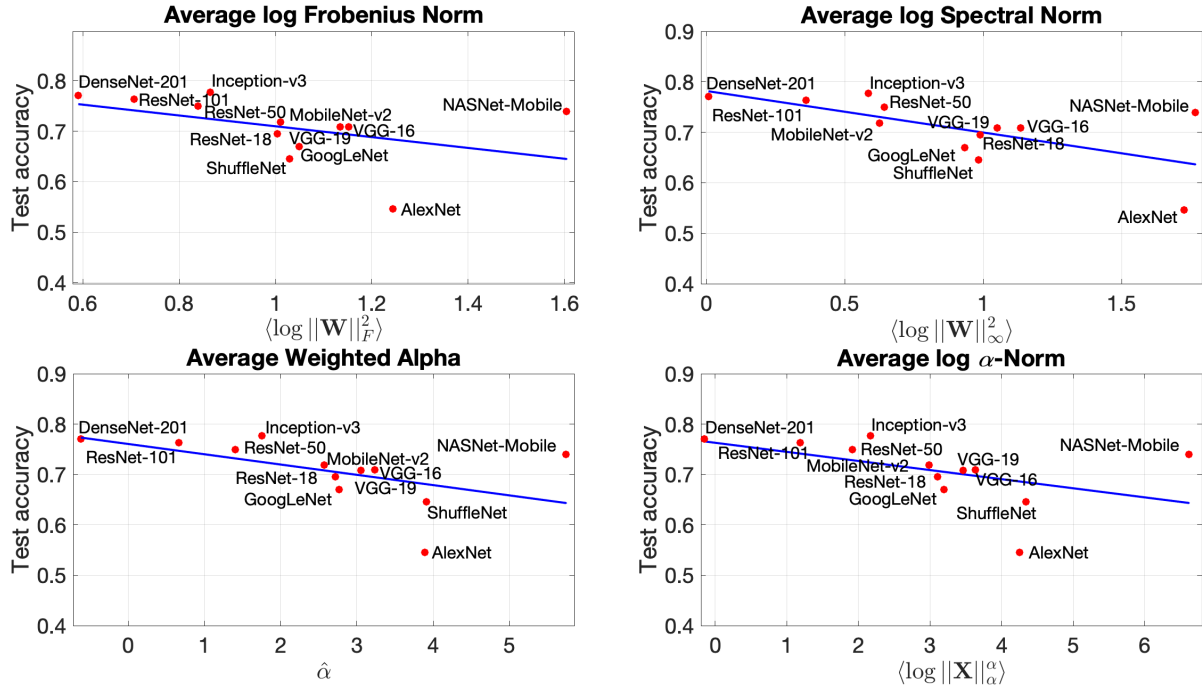 Average log Frobenius Norm
Test accuracy
0.8
0.7
0.6
0.5
0.4
0.6
0.8
1
1.2
1.4
1.6
DenseNet-201
Inception-v3
ResNet-101
ResNet-50
MobileNet-v2
NASNet-Mobile
ResNet-18
VGG-19
VGG-16
GoogLeNet
ShuffleNet
AlexNet
⟨log ||W||²_F⟩
Average log Spectral Norm
Test accuracy
0.9
0.8
0.7
0.6
0.5
0.4
0
0.5
1
1.5
DenseNet-201
Inception-v3
ResNet-50
NASNet-Mobile
ResNet-101
MobileNet-v2
VGG-19
VGG-16
ResNet-18
GoogLeNet
ShuffleNet
AlexNet
⟨log ||W||²_∞⟩
Average Weighted Alpha
Test accuracy
0.9
0.8
0.7
0.6
0.5
0.4
0
1
2
3
4
5
DenseNet-201
Inception-v3
ResNet-50
NASNet-Mobile
ResNet-101
MobileNet-v2
ResNet-18
VGG-16
VGG-19
GoogLeNet
ShuffleNet
AlexNet
α̂
Average log α-Norm
Test accuracy
0.9
0.8
0.7
0.6
0.5
0.4
0
1
2
3
4
5
6
DenseNet-201
Inception-v3
ResNet-50
NASNet-Mobile
ResNet-101
MobileNet-v2
VGG-19
ResNet-18
VGG-16
GoogLeNet
ShuffleNet
AlexNet
⟨log ||X||^α_α⟩